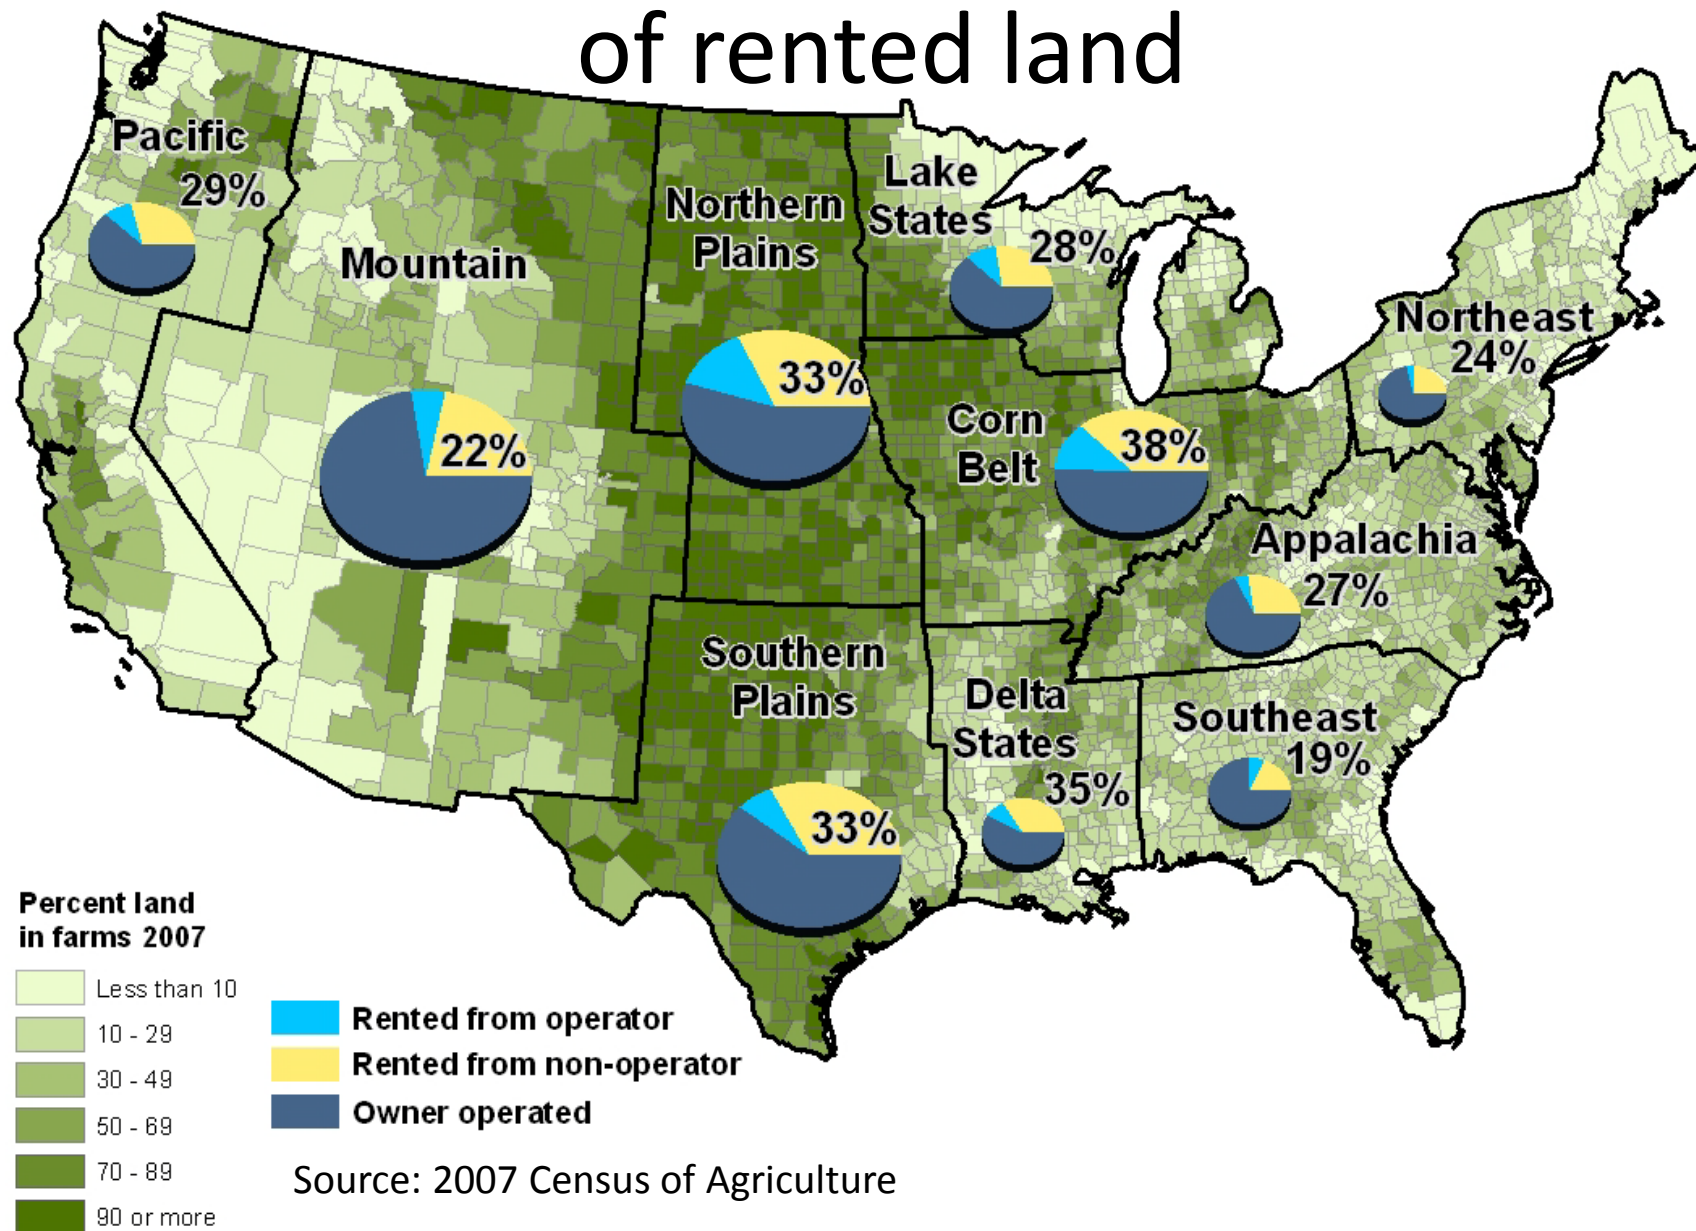 of rented land
Pacific
29%
Mountain
22%
Northern
Plains
33%
Lake
States
28%
Corn
Belt
38%
Northeast
24%
Appalachia
27%
Southern
Plains
33%
Delta
States
35%
Southeast
19%
Percent land
in farms 2007
Less than 10
10 - 29
30 - 49
50 - 69
70 - 89
90 or more
Rented from operator
Rented from non-operator
Owner operated
Source: 2007 Census of Agriculture